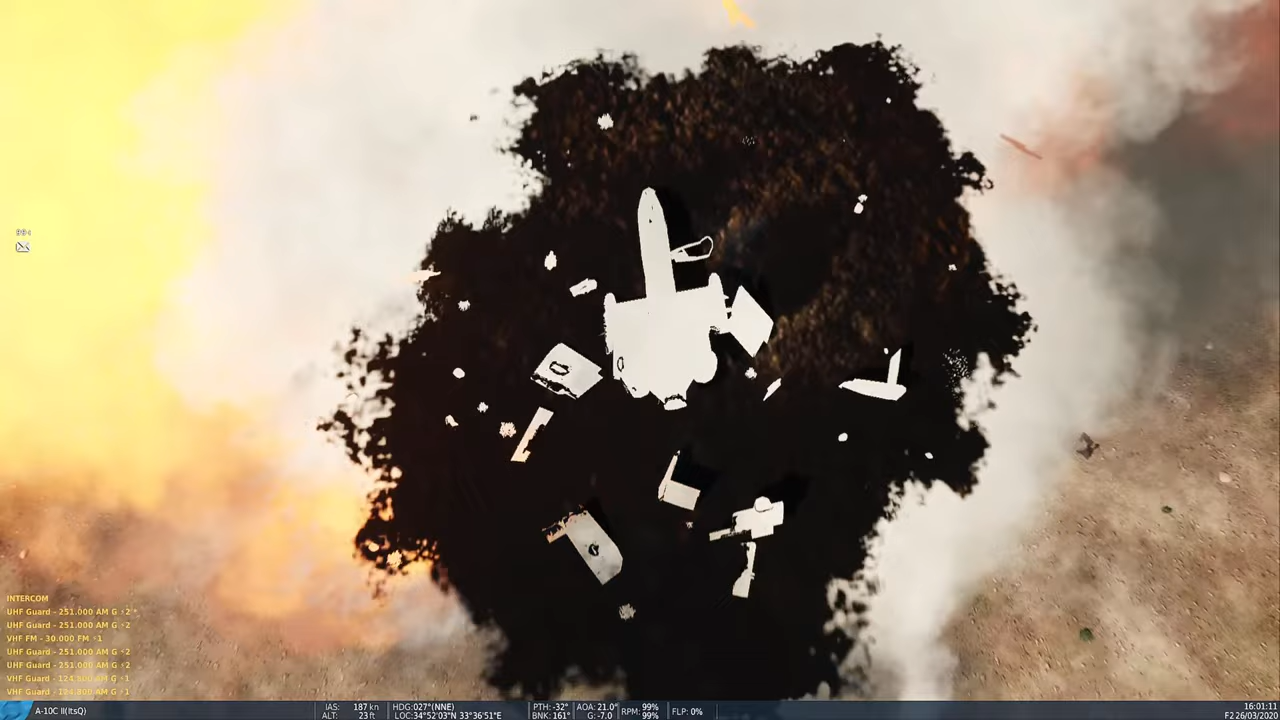 INTERCOM
UHF Guard - 251.000 AM G *2 *
UHF Guard - 251.000 AM G *2
VHF FM - 30.000 FM *1
UHF Guard - 251.000 AM G *2
UHF Guard - 251.000 AM G *2
VHF Guard - 124.800 AM G *1
VHF Guard - 124.800 AM G *1
A-10C II(ItsQ)
IAS: 187 kn
ALT: 23 ft
HDG:027°(NNE)
LOC:34°52'03"N 33°36'51"E
PTH: -32°
BNK: 161°
AOA: 21.0°
G: -7.0
RPM: 99%
99%
FLP: 0%
16:01:11
F2 26/03/2020